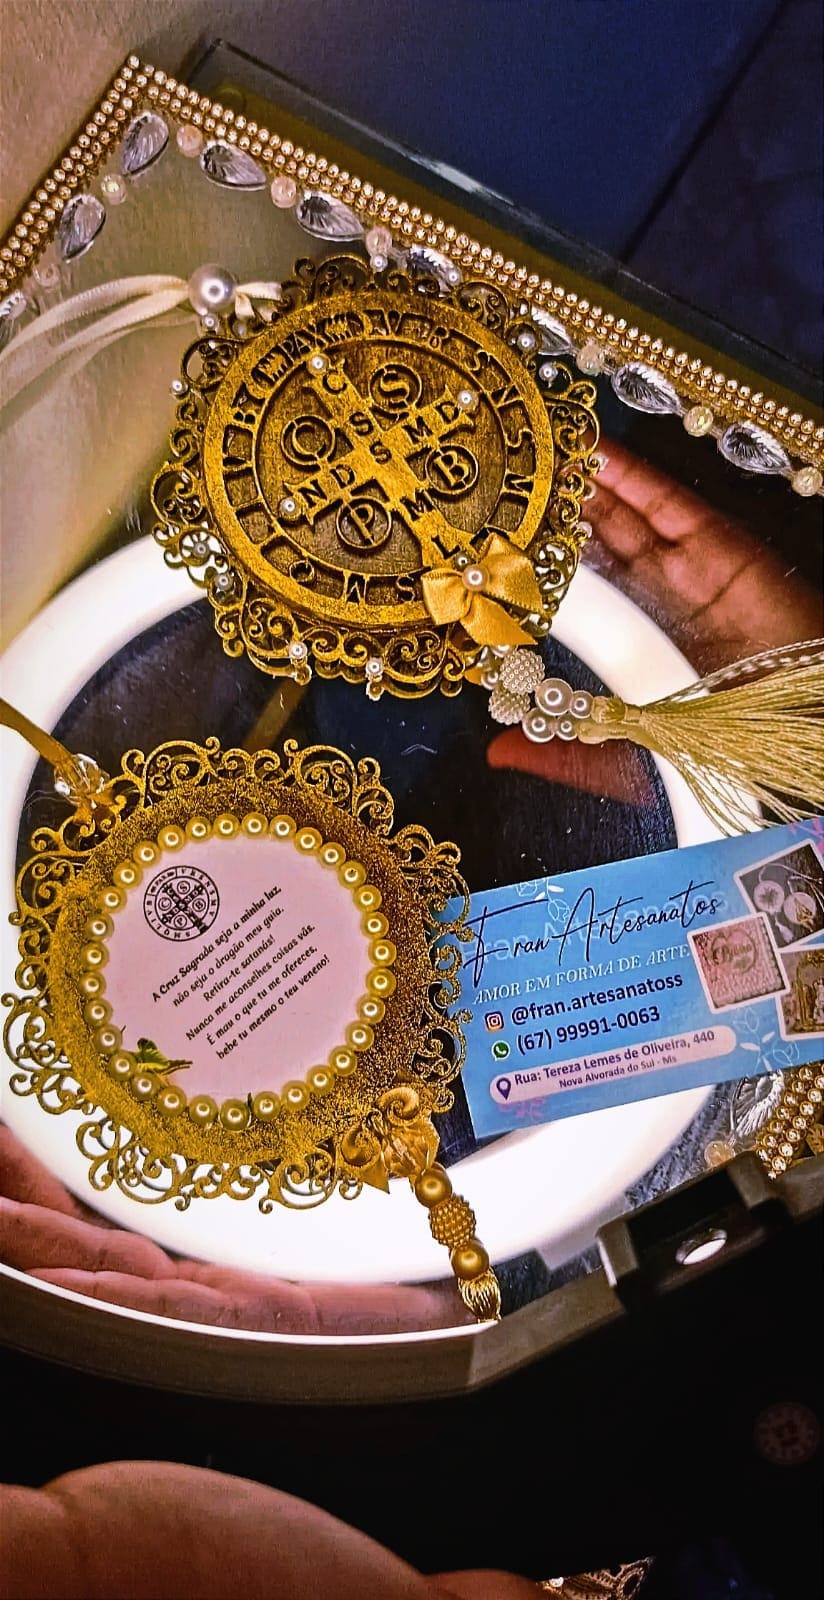 C S
S
C S
N D S M D
M
P B
L
A Cruz Sagrada seja a minha luz,
não seja o dragão meu guia.
Retira-te satanás!
Nunca me aconselhes coisas vãs.
É mau o que tu me ofereces,
bebe tu mesmo o teu veneno!
Fran Artesanatos
AMOR EM FORMA DE ARTE
@fran.artesanatoss
(67) 99991-0063
Rua: Tereza Lemes de Oliveira, 440
Nova Alvorada do Sul - Ms